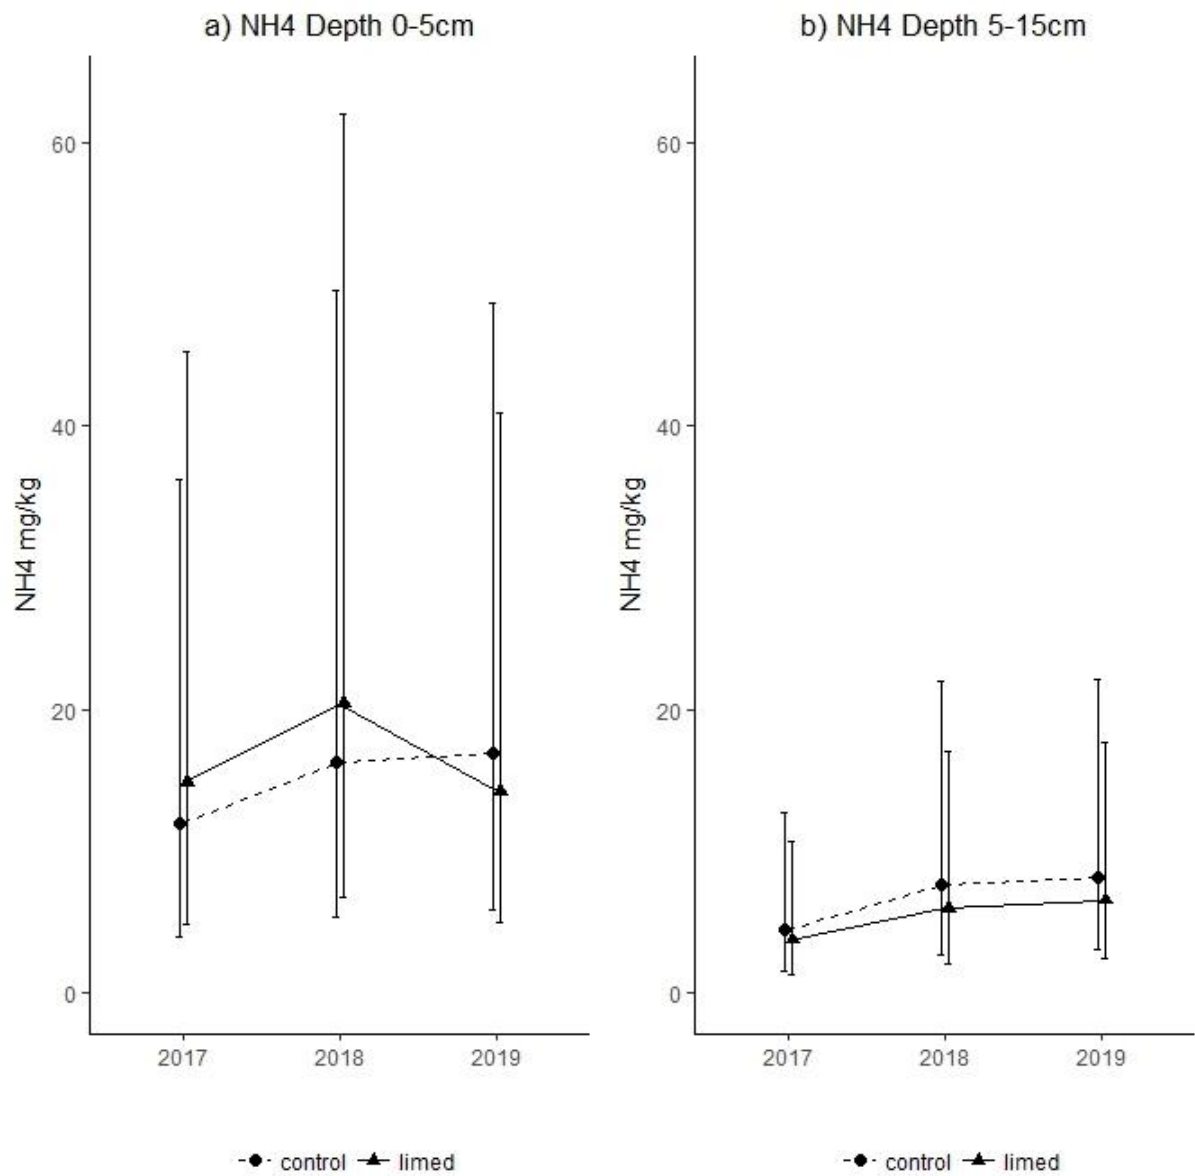 a) NH4 Depth 0-5cm
NH4 mg/kg
60
40
20
0
2017 2018 2019
control limed
b) NH4 Depth 5-15cm
NH4 mg/kg
60
40
20
0
2017 2018 2019
control limed